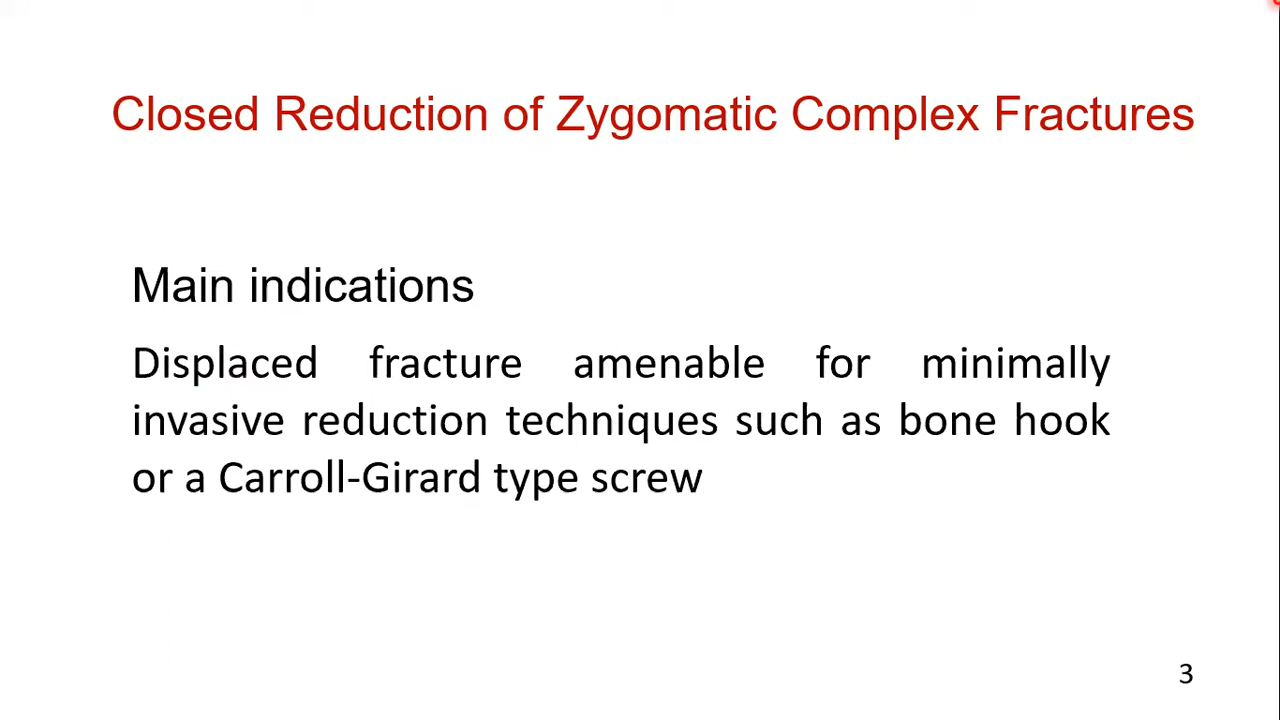 Closed Reduction of Zygomatic Complex Fractures
Main indications
Displaced fracture amenable for minimally
invasive reduction techniques such as bone hook
or a Carroll-Girard type screw
3